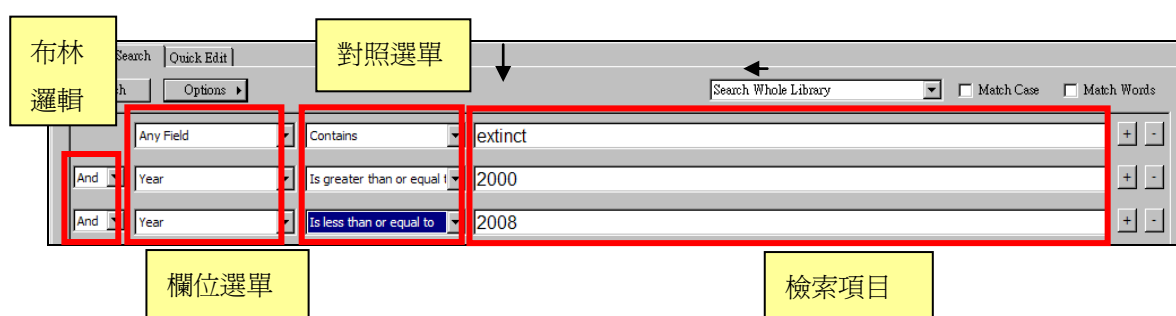 布林
邏輯
對照選單
Search
Quick Edit
Options
Search Whole Library
Match Case
Match Words
Any Field
Contains
extinct
+
-
And
Year
Is greater than or equal
2000
+
-
And
Year
Is less than or equal to
2008
+
-
欄位選單
檢索項目